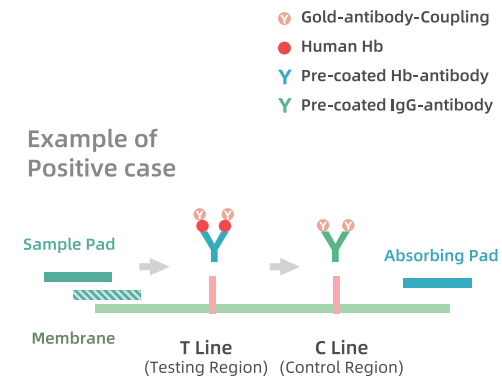 Gold-antibody-Coupling
Human Hb
Pre-coated Hb-antibody
Pre-coated IgG-antibody
Example of
Positive case
Y Y
Y Y
Sample Pad
Absorbing Pad
Membrane
T Line
(Testing Region)
C Line
(Control Region)